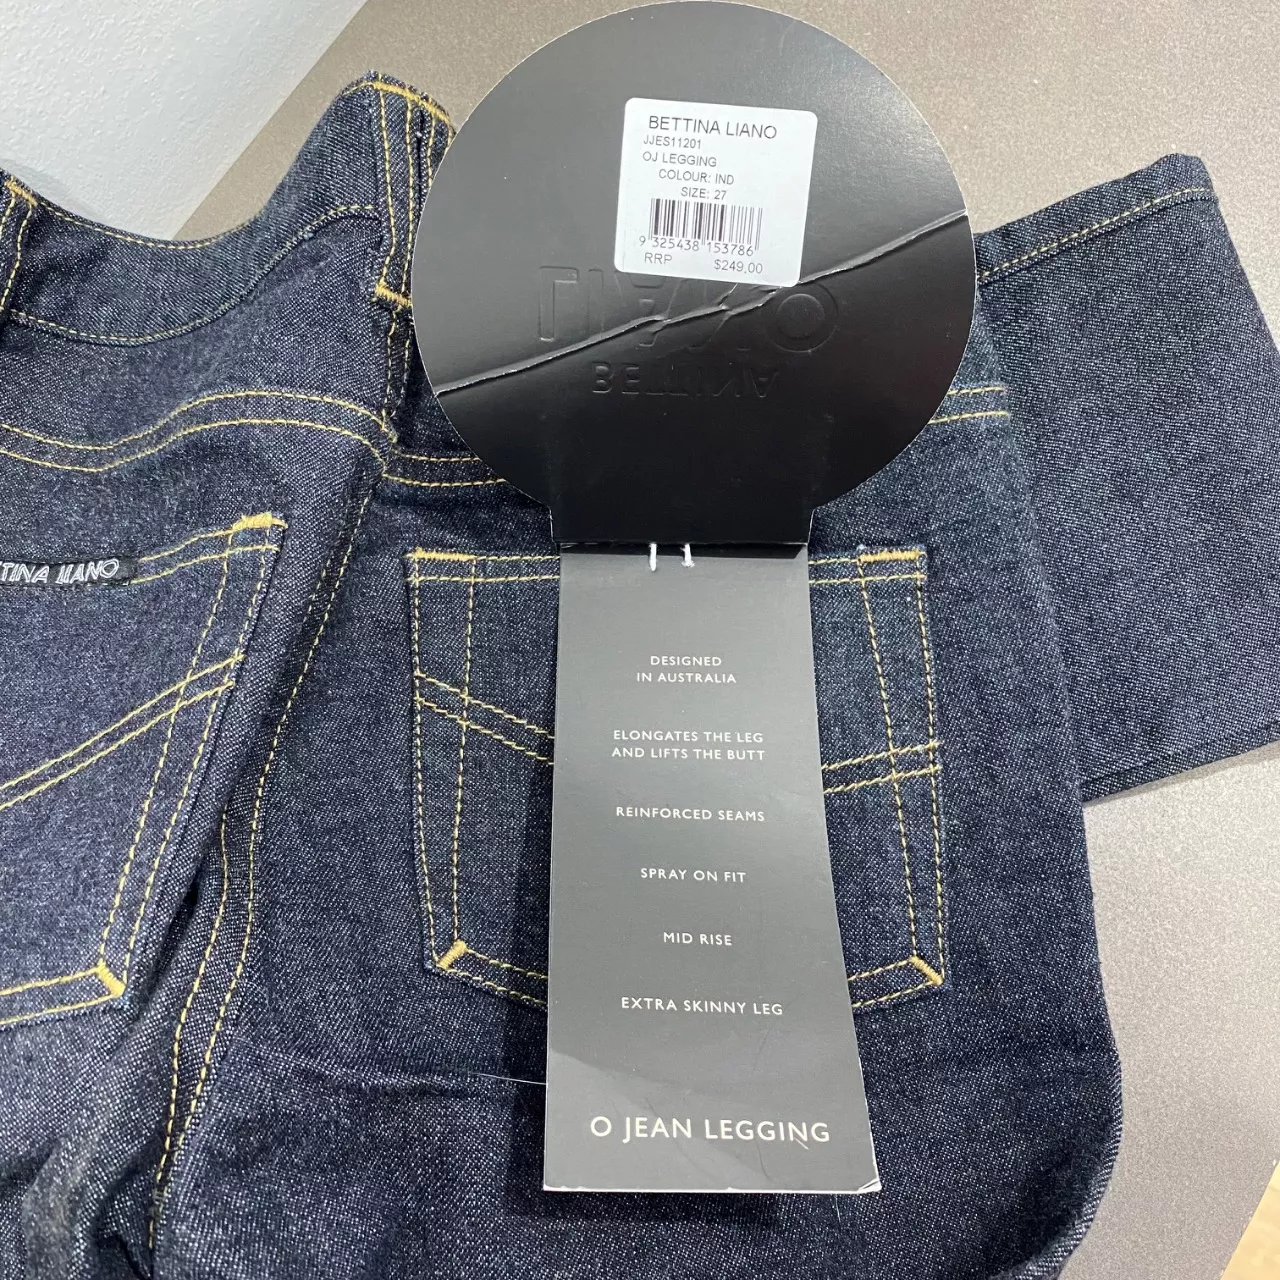 BETTINA LIANO
JJES11201
OJ LEGGING
COLOUR: IND
SIZE: 27
9 325438 153786
RRP $249.00
LIANO
BETTINA
TINA LIANO
DESIGNED
IN AUSTRALIA
ELONGATES THE LEG
AND LIFTS THE BUTT
REINFORCED SEAMS
SPRAY ON FIT
MID RISE
EXTRA SKINNY LEG
O JEAN LEGGING